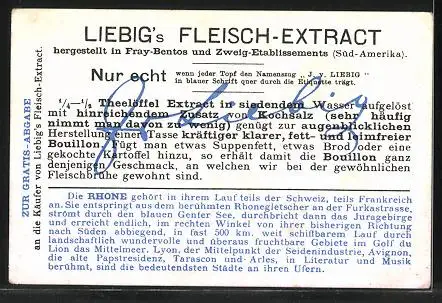 LIEBIG's FLEISCH-EXTRACT
hergestellt in Fray-Bentos und Zweig-Etablissements (Süd-Amerika).
Nur echt wenn jeder Topf den Namenszug „J. v. LIEBIG"
in blauer Schrift quer durch die Etiquette trägt.
¼—½ Theelöffel Extract in siedendem Wasser aufgelöst
mit hinreichendem Zusatz von Kochsalz (sehr häufig
nimmt man davon zu wenig) genügt zur augenblicklichen
Herstellung einer Tasse kräftiger klarer, fett- und leimfreier
Bouillon. Fügt man etwas Suppenfett, etwas Brod oder eine
gekochte Kartoffel hinzu, so erhält damit die Bouillon ganz
denjenigen Geschmack, an welchen wir bei der gewöhnlichen
Fleischbrühe gewohnt sind.
J v Liebig
ZUR GRATIS-ABGABE
an die Käufer von Liebig's Fleisch-Extract.
Die RHONE gehört in ihrem Lauf teils der Schweiz, teils Frankreich
an. Sie entspringt aus dem berühmten Rhonegletscher an der Furkastrasse,
strömt durch den blauen Genfer See, durchbricht dann das Juragebirge
und erreicht endlich, im rechten Winkel von ihrer bisherigen Richtung
nach Süden abbiegend, in fast 500 km. weit schiffbarem Lauf durch
landschaftlich wundervolle und überaus fruchtbare Gebiete im Golf du
Lion das Mittelmeer. Lyon, der Mittelpunkt der Seidenindustrie, Avignon,
die alte Papstresidenz, Tarascon und Arles, in Literatur und Musik
berühmt, sind die bedeutendsten Städte an ihren Ufern.